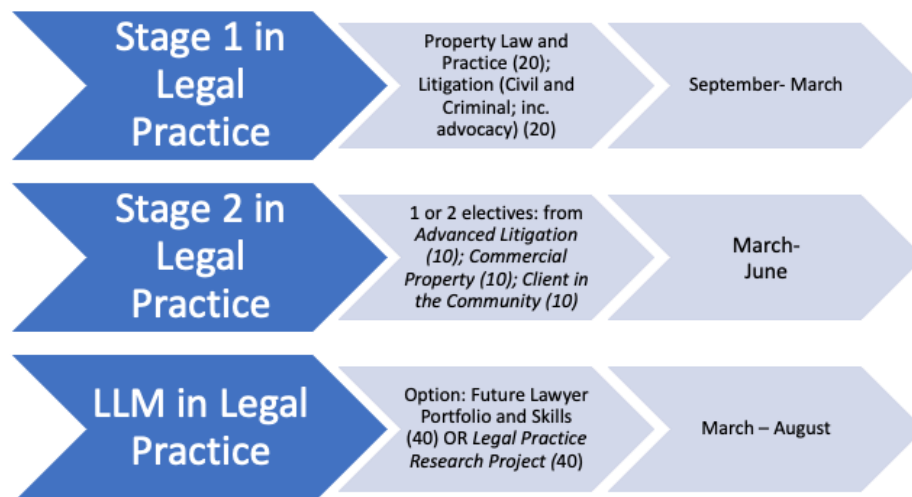 Stage 1 in
Legal
Practice
Property Law and
Practice (20);
Litigation (Civil and
Criminal; inc.
advocacy) (20)
September- March
Stage 2 in
Legal
Practice
1 or 2 electives: from
Advanced Litigation
(10); Commercial
Property (10); Client in
the Community (10)
March-
June
LLM in Legal
Practice
Option: Future Lawyer
Portfolio and Skills
(40) OR Legal Practice
Research Project (40)
March – August